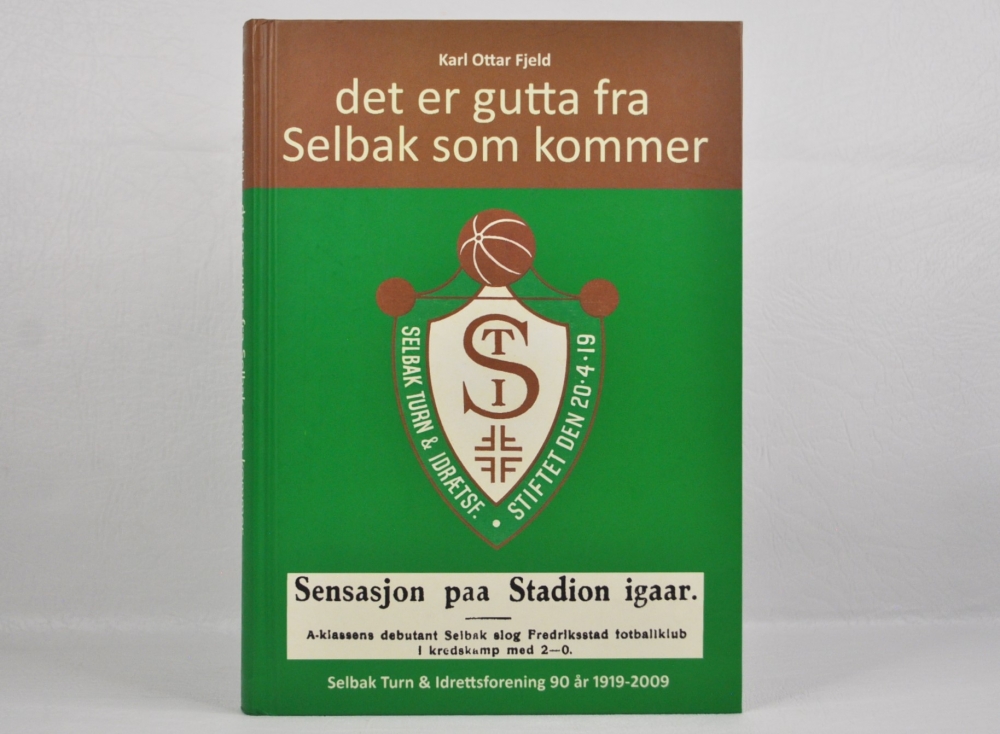 Karl Ottar Fjeld
det er gutta fra
Selbak som kommer
STI
SELBAK TURN & IDRÆTSF. • STIFTET DEN 20·4·19
Sensasjon paa Stadion igaar.
A-klassens debutant Selbak slog Fredriksstad fotballklub
i kredskamp med 2—0.
Selbak Turn & Idrettsforening 90 år 1919-2009